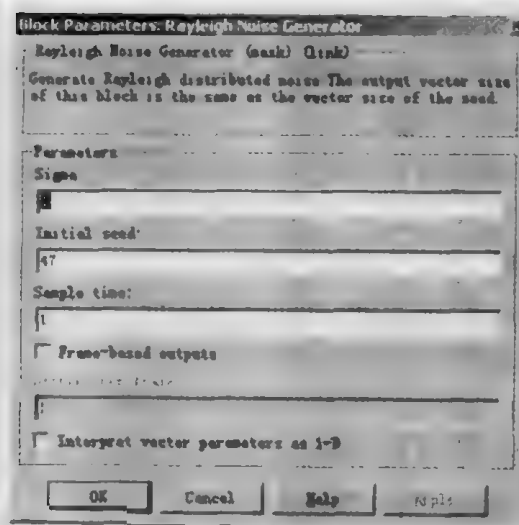 Block Parameters: Rayleigh Noise Generator
Rayleigh Noise Generator (mask) (link)
Generate Rayleigh distributed noise The output vector size
of this block is the same as the vector size of the seed.
Parameters
Sigma
Initial seed:
47
Sample time:
1
Frame-based outputs
Interpret vector parameters as 1-D
OK
Cancel
Help
Apply